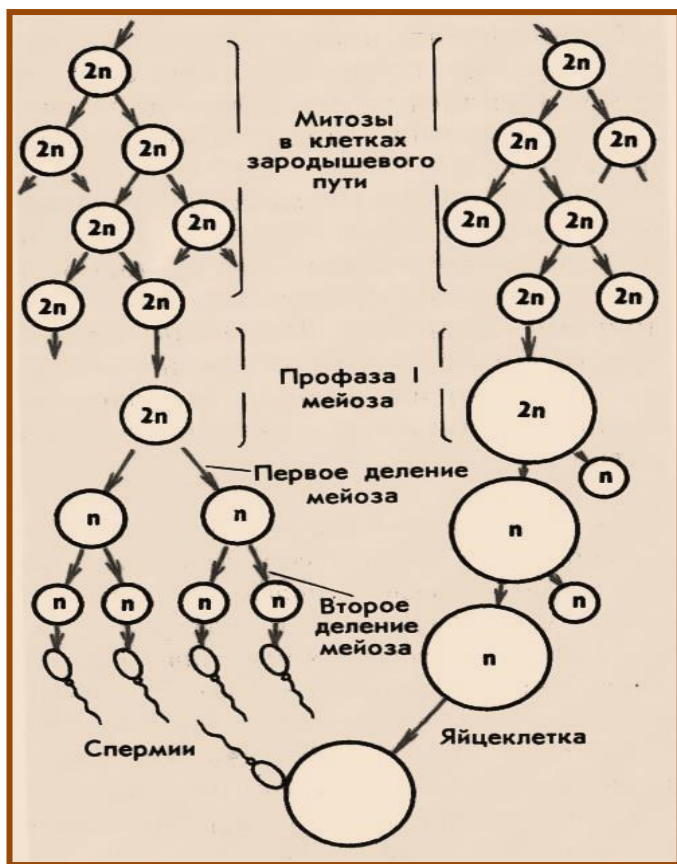 2n
2n
2n 2n
2n 2n
2n 2n
2n 2n
2n 2n
2n 2n
Митозы
в клетках
зародышевого
пути
Профаза I
мейоза
2n
2n
Первое деление
мейоза
n
n n
n
n n n n
n
Второе
деление
мейоза
n
Спермии
Яйцеклетка